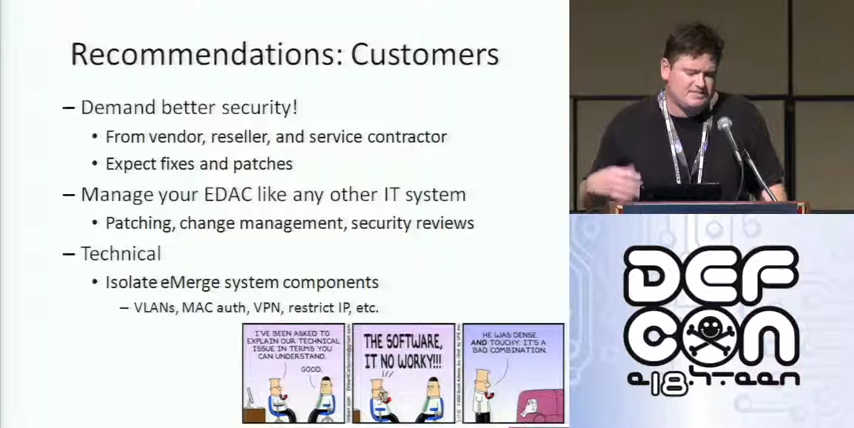 Recommendations: Customers
– Demand better security!
• From vendor, reseller, and service contractor
• Expect fixes and patches
– Manage your EDAC like any other IT system
• Patching, change management, security reviews
– Technical
• Isolate eMerge system components
– VLANs, MAC auth, VPN, restrict IP, etc.
I'VE BEEN ASKED TO
EXPLAIN OUR TECHNICAL
ISSUE IN TERMS YOU
CAN UNDERSTAND.
GOOD.
THE SOFTWARE,
IT NO WORKY!!!
HE WAS DENSE
AND TOUCHY. IT'S A
BAD COMBINATION.
DEF
CON
e18.hteen